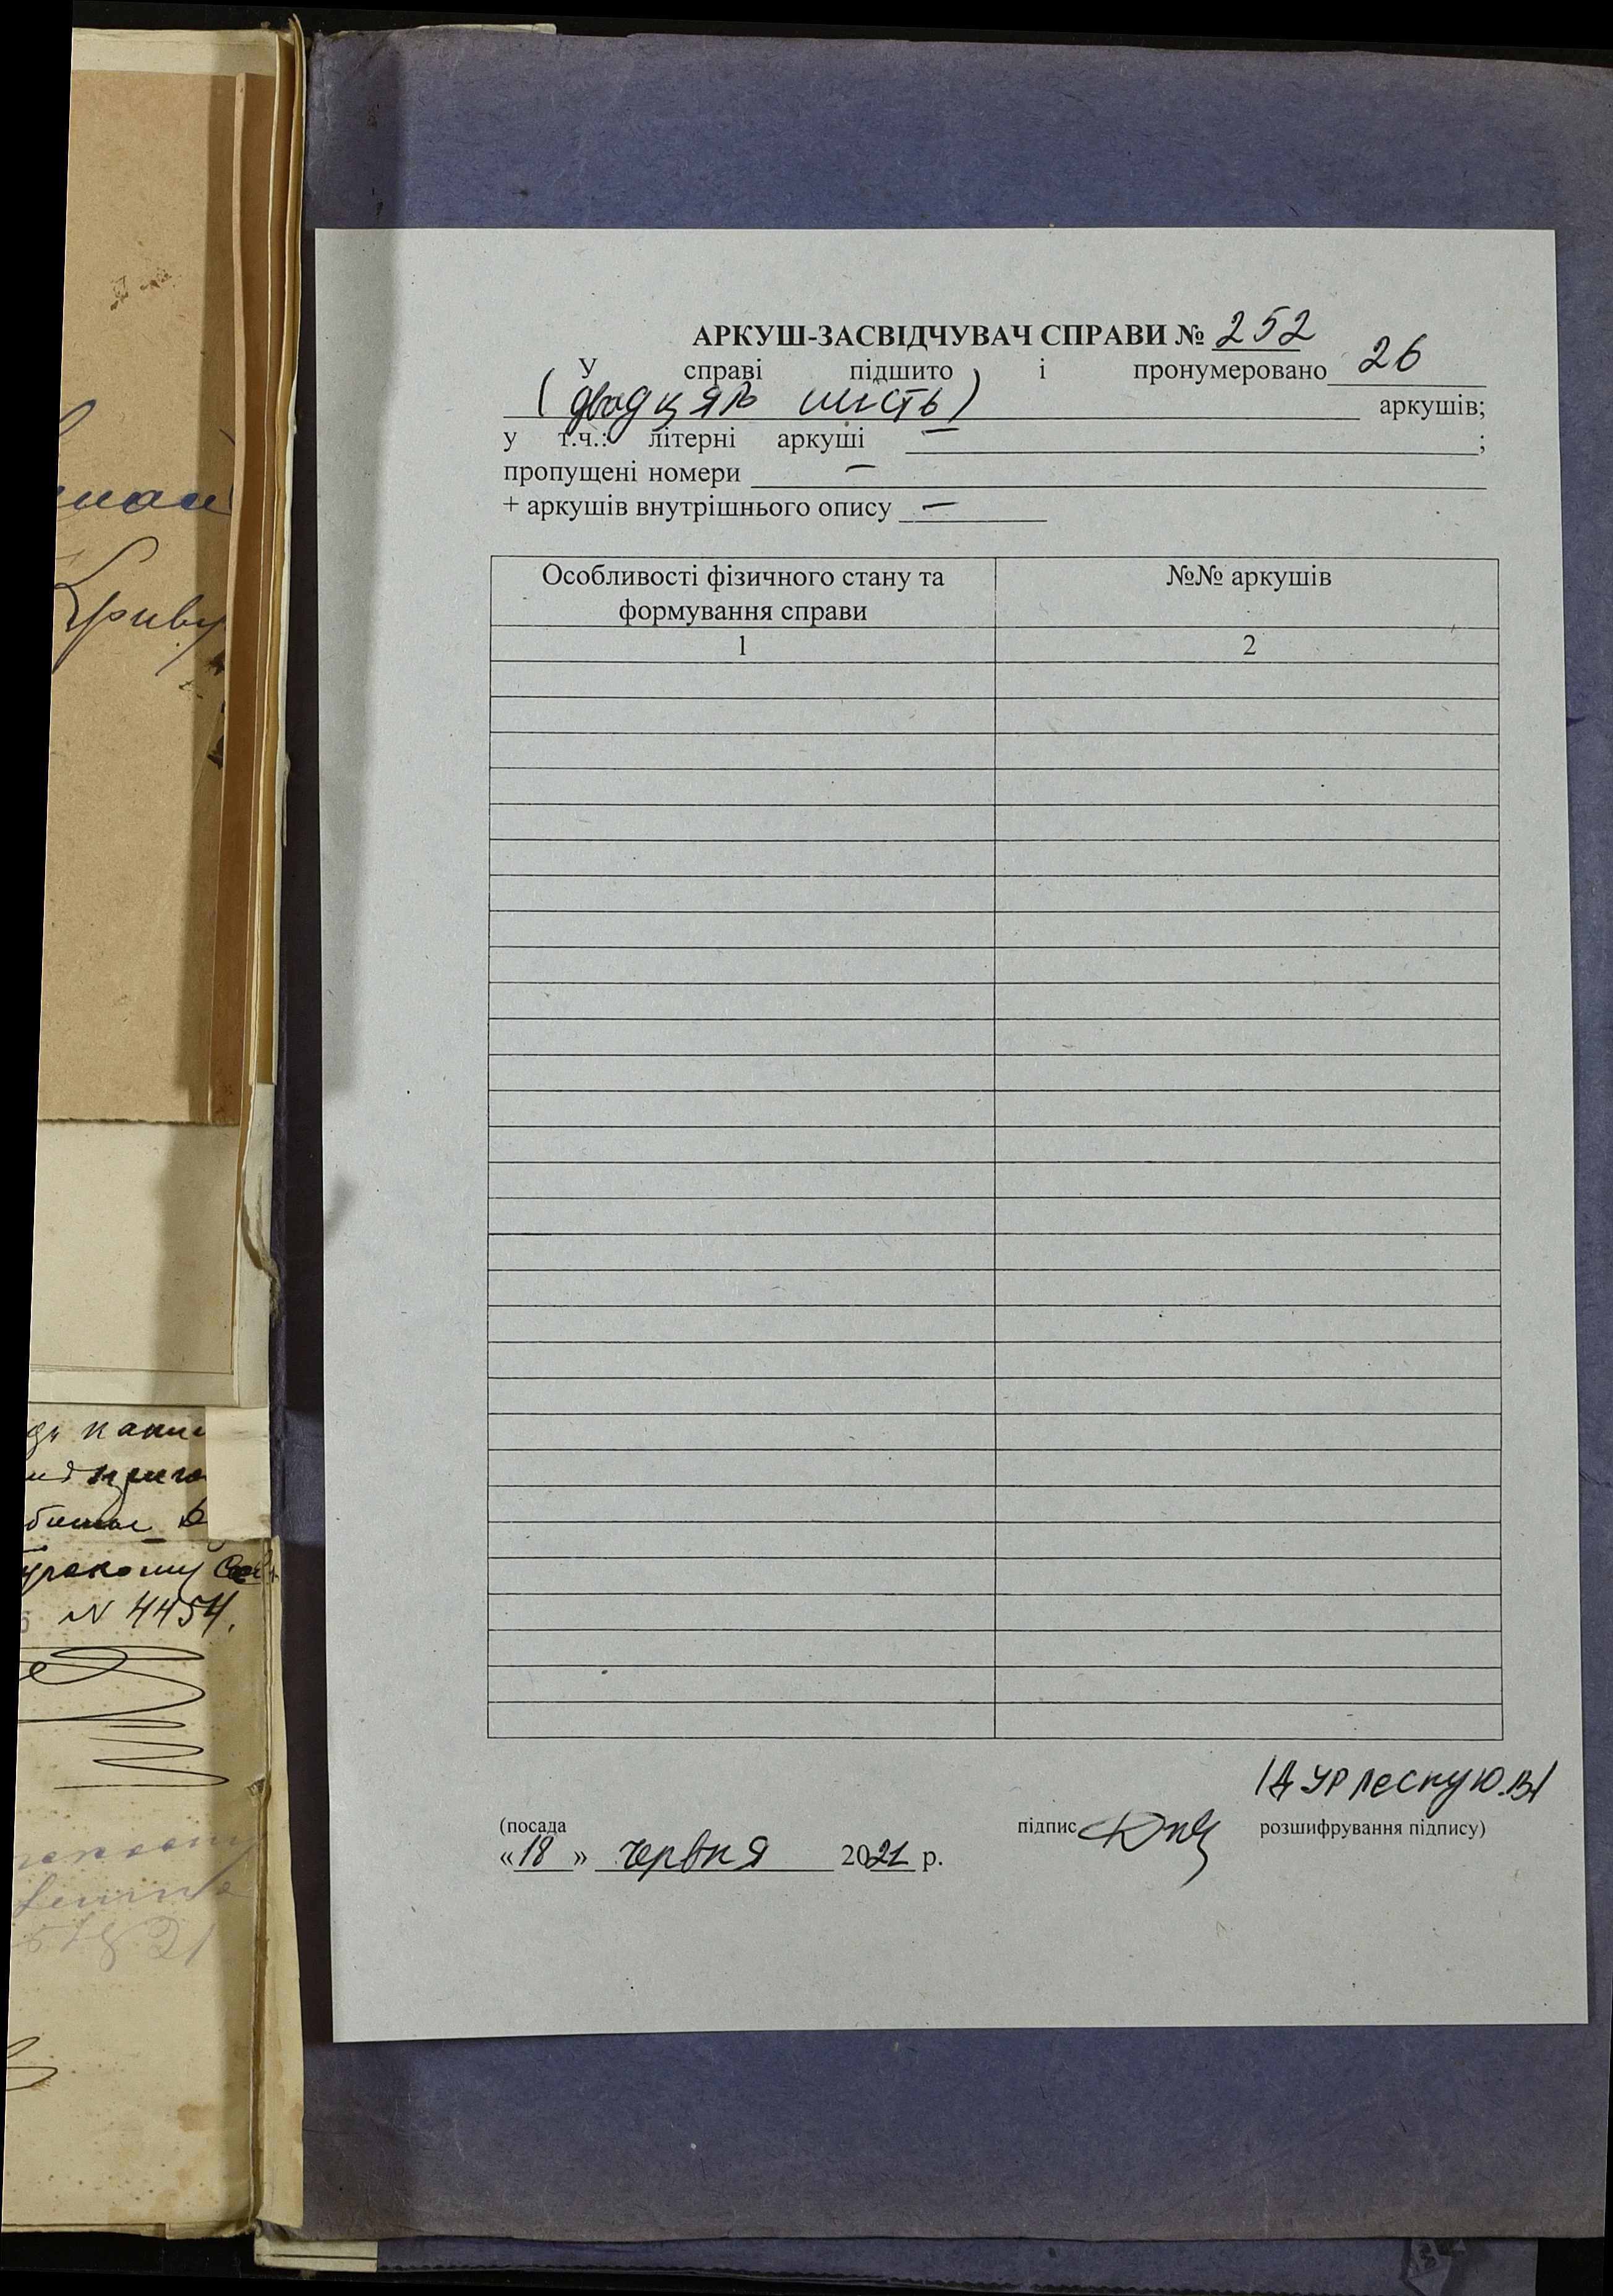 АРКУШ-ЗАСВІДЧУВАЧ СПРАВИ № 252
У справі підшито і пронумеровано 26
(двадцять шість) аркушів;
у т.ч.: літерні аркуші — ;
пропущені номери —
+ аркушів внутрішнього опису —
Особливості фізичного стану та
формування справи
№№ аркушів
1 2
(посада підпис розшифрування підпису)
«18» червня 2021 р.
N 4454.